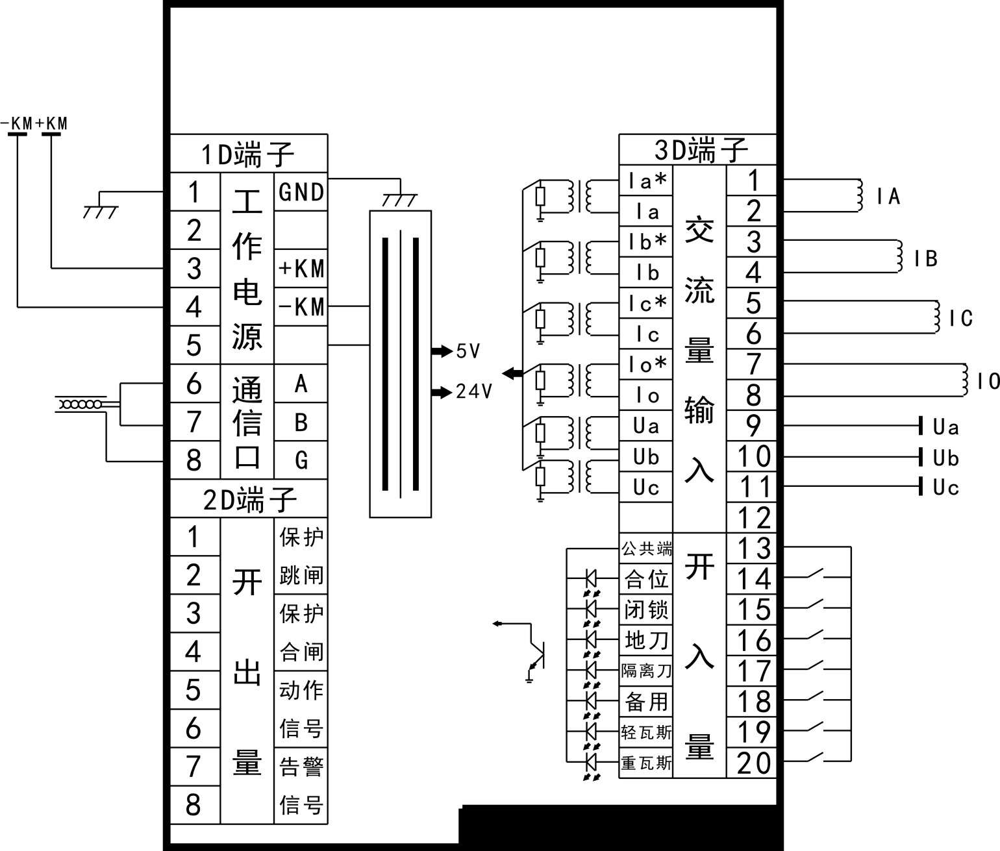 -KM +KM
1D端子
1 GND
2
3 +KM
4 -KM
5
工作电源
6 A
7 B
8 G
通信口
2D端子
1
2
3
4
5
6
7
8
开出量
保护
跳闸
保护
合闸
动作
信号
告警
信号
5V
24V
3D端子
Ia* 1
Ia 2
Ib* 3
Ib 4
Ic* 5
Ic 6
Io* 7
Io 8
Ua 9
Ub 10
Uc 11
12
交流量输入
公共端 13
合位 14
闭锁 15
地刀 16
隔离刀 17
备用 18
轻瓦斯 19
重瓦斯 20
开入量
IA
IB
IC
IO
Ua
Ub
Uc